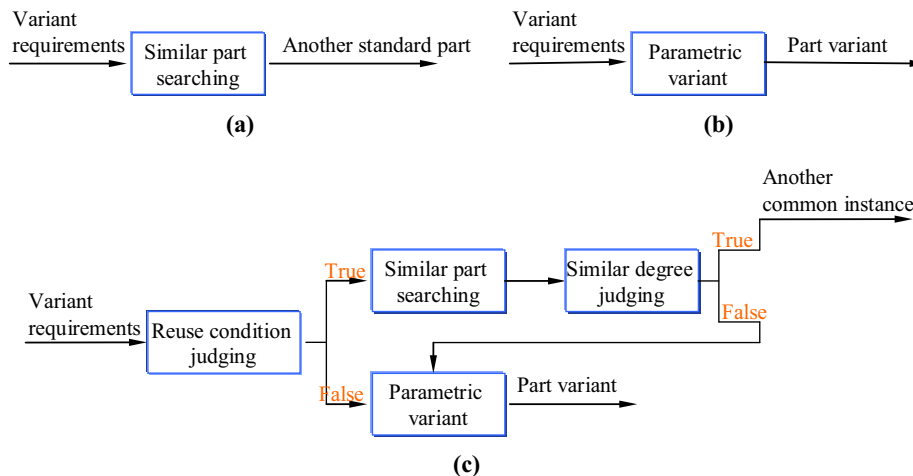 Variant
requirements
Similar part
searching
Another standard part
(a)
Variant
requirements
Parametric
variant
Part variant
(b)
Another
common instance
True
True
Similar part
searching
Similar degree
judging
Variant
requirements
False
Reuse condition
judging
False
Parametric
variant
Part variant
(c)